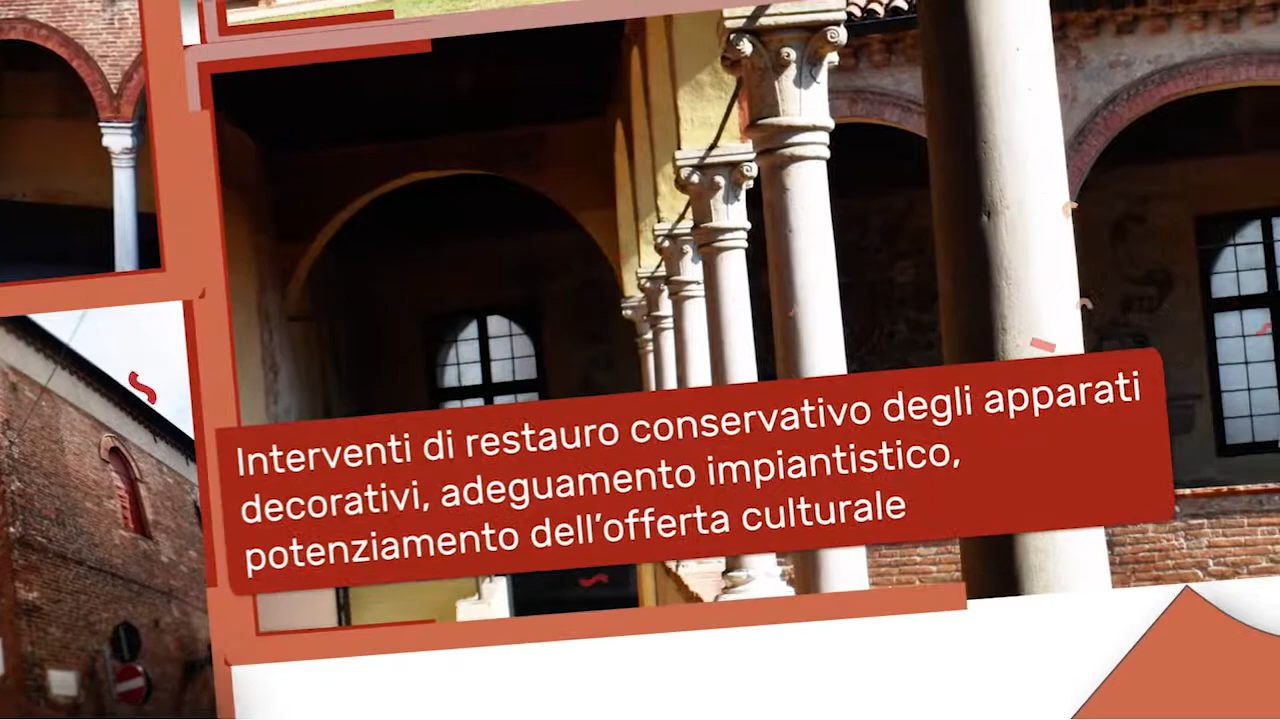 Interventi di restauro conservativo degli apparati
decorativi, adeguamento impiantistico,
potenziamento dell’offerta culturale